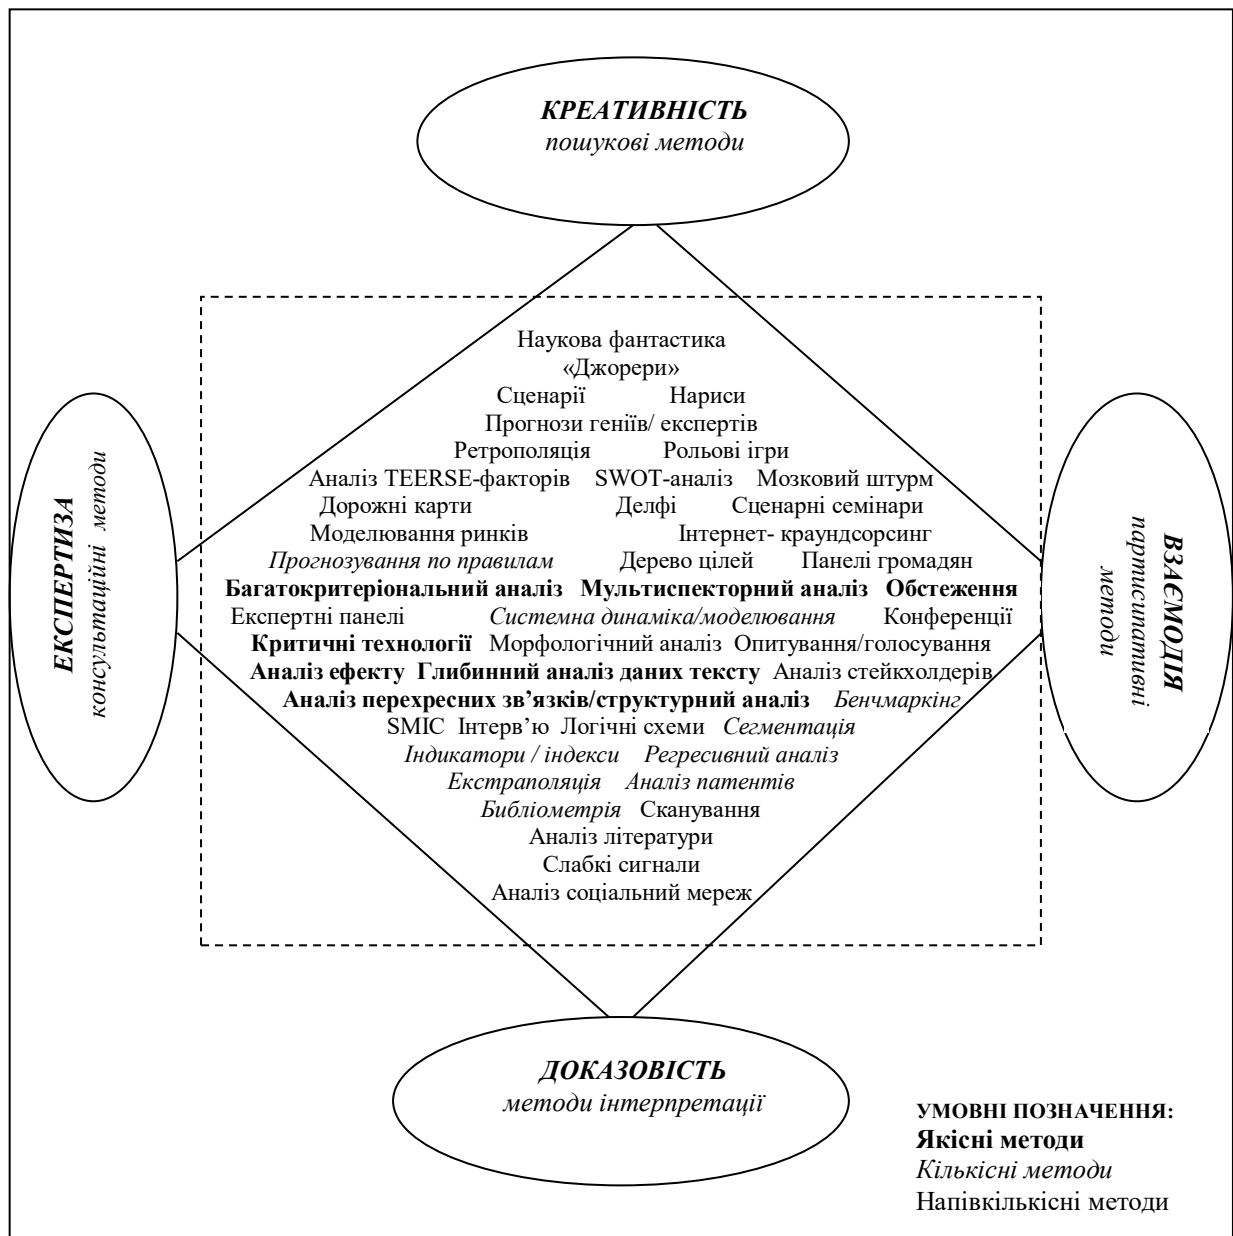 КРЕАТИВНІСТЬ
пошукові методи
Наукова фантастика
«Джорери»
Сценарії Нариси
Прогнози геніїв/ експертів
Ретрополяція Рольові ігри
Аналіз TEERSE-факторів SWOT-аналіз Мозковий штурм
Дорожні карти Делфі Сценарні семінари
Моделювання ринків Інтернет- краундсорсинг
Прогнозування по правилам Дерево цілей Панелі громадян
Багатокритеріональний аналіз Мультиспекторний аналіз Обстеження
Експертні панелі Системна динаміка/моделювання Конференції
Критичні технології Морфологічний аналіз Опитування/голосування
Аналіз ефекту Глибинний аналіз даних тексту Аналіз стейкхолдерів
Аналіз перехресних зв'язків/структурний аналіз Бенчмаркінг
SMIC Інтерв'ю Логічні схеми Сегментація
Індикатори / індекси Регресивний аналіз
Екстраполяція Аналіз патентів
Библіометрія Сканування
Аналіз літератури
Слабкі сигнали
Аналіз соціальний мереж
ЕКСПЕРТИЗА
консультаційні методи
ВЗАЄМОДІЯ
партисипативні
методи
ДОКАЗОВІСТЬ
методи інтерпретації
УМОВНІ ПОЗНАЧЕННЯ:
Якісні методи
Кількісні методи
Напівкількісні методи